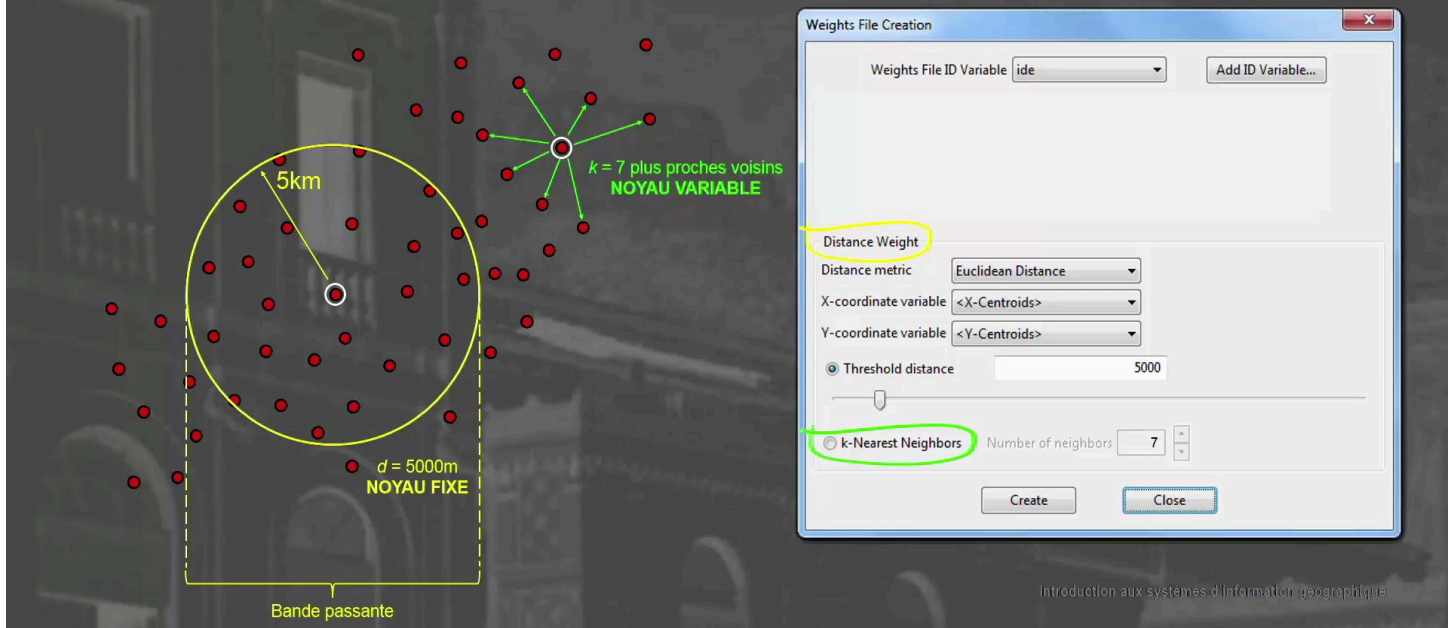 5km
k = 7 plus proches voisins
NOYAU VARIABLE
d = 5000m
NOYAU FIXE
Bande passante
Weights File Creation
Weights File ID Variable ide Add ID Variable...
Distance Weight
Distance metric Euclidean Distance
X-coordinate variable <X-Centroids>
Y-coordinate variable <Y-Centroids>
Threshold distance 5000
k-Nearest Neighbors Number of neighbors 7
Create Close
Introduction aux systèmes d'information géographique